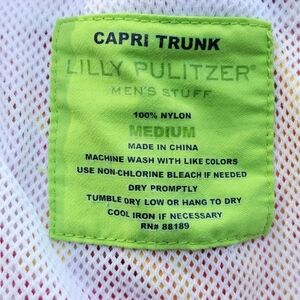 CAPRI TRUNK
LILLY PULITZER®
MEN'S STUFF
100% NYLON
MEDIUM
MADE IN CHINA
MACHINE WASH WITH LIKE COLORS
USE NON-CHLORINE BLEACH IF NEEDED
DRY PROMPTLY
TUMBLE DRY LOW OR HANG TO DRY
COOL IRON IF NECESSARY
RN# 88189